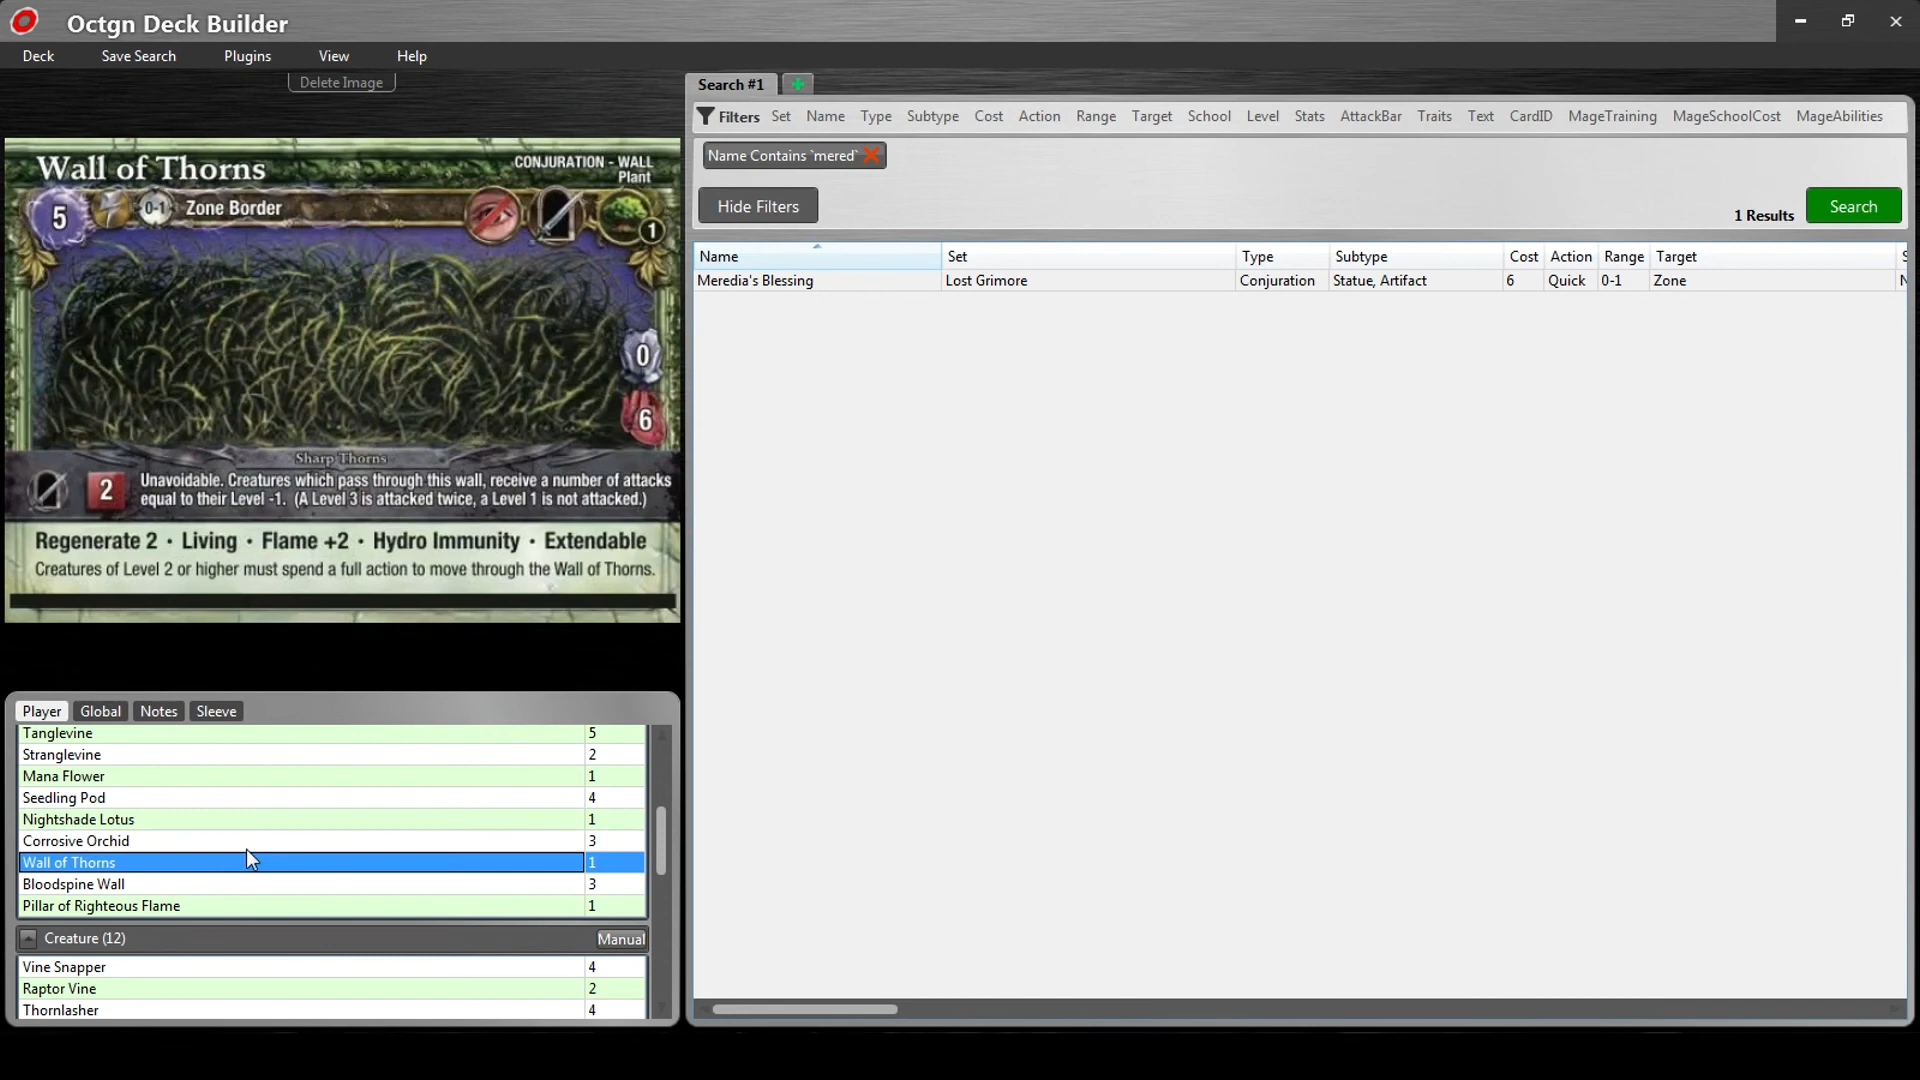 Octgn Deck Builder
Deck Save Search Plugins View Help
Delete Image
Wall of Thorns
CONJURATION - WALL
Plant
5 0-1 Zone Border 1
0
6
Sharp Thorns
2 Unavoidable. Creatures which pass through this wall, receive a number of attacks
equal to their Level -1. (A Level 3 is attacked twice, a Level 1 is not attacked.)
Regenerate 2 · Living · Flame +2 · Hydro Immunity · Extendable
Creatures of Level 2 or higher must spend a full action to move through the Wall of Thorns.
Player Global Notes Sleeve
Tanglevine 5
Stranglevine 2
Mana Flower 1
Seedling Pod 4
Nightshade Lotus 1
Corrosive Orchid 3
Wall of Thorns 1
Bloodspine Wall 3
Pillar of Righteous Flame 1
Creature (12) Manual
Vine Snapper 4
Raptor Vine 2
Thornlasher 4
Search #1
Filters Set Name Type Subtype Cost Action Range Target School Level Stats AttackBar Traits Text CardID MageTraining MageSchoolCost MageAbilities
Name Contains `mered`
Hide Filters
1 Results Search
Name Set Type Subtype Cost Action Range Target S
Meredia's Blessing Lost Grimore Conjuration Statue, Artifact 6 Quick 0-1 Zone N